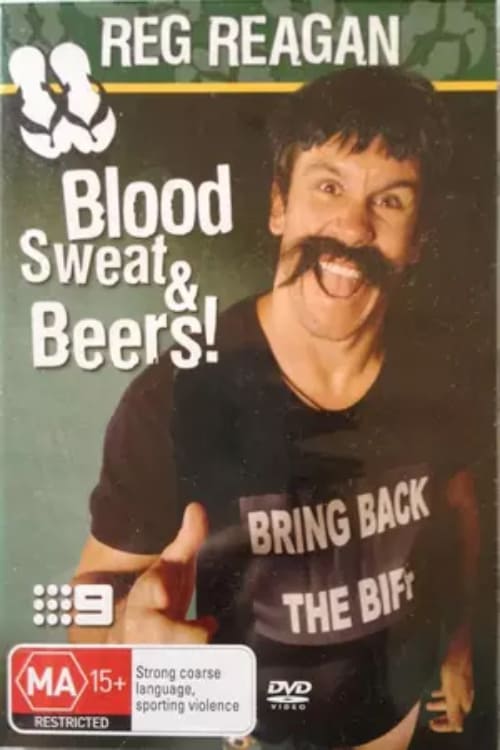 REG REAGAN
Blood
Sweat
&
Beers!
BRING BACK
THE BIFF
9
MA 15+
RESTRICTED
Strong coarse
language,
sporting violence
DVD
VIDEO